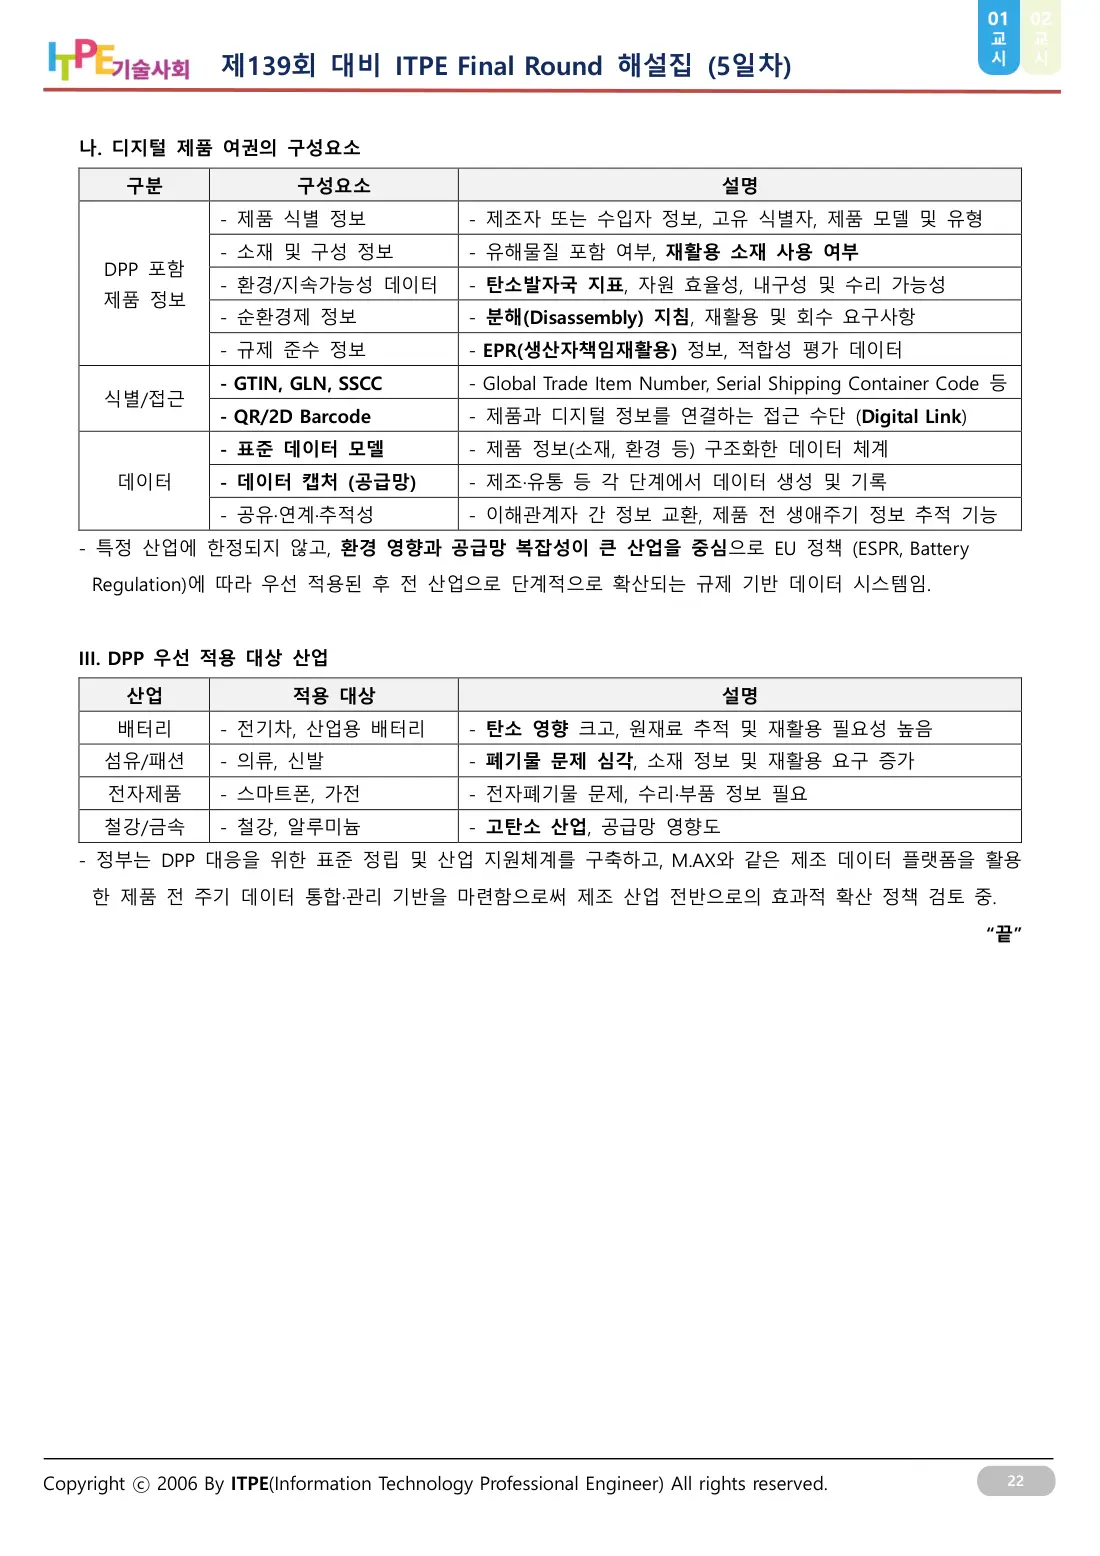 ITPE기술사회 제139회 대비 ITPE Final Round 해설집 (5일차)
01
교
시
02
교
시
나. 디지털 제품 여권의 구성요소
구분 구성요소 설명
DPP 포함 제품 정보
- 제품 식별 정보 - 제조자 또는 수입자 정보, 고유 식별자, 제품 모델 및 유형
- 소재 및 구성 정보 - 유해물질 포함 여부, 재활용 소재 사용 여부
- 환경/지속가능성 데이터 - 탄소발자국 지표, 자원 효율성, 내구성 및 수리 가능성
- 순환경제 정보 - 분해(Disassembly) 지침, 재활용 및 회수 요구사항
- 규제 준수 정보 - EPR(생산자책임재활용) 정보, 적합성 평가 데이터
식별/접근
- GTIN, GLN, SSCC - Global Trade Item Number, Serial Shipping Container Code 등
- QR/2D Barcode - 제품과 디지털 정보를 연결하는 접근 수단 (Digital Link)
데이터
- 표준 데이터 모델 - 제품 정보(소재, 환경 등) 구조화한 데이터 체계
- 데이터 캡처 (공급망) - 제조·유통 등 각 단계에서 데이터 생성 및 기록
- 공유·연계·추적성 - 이해관계자 간 정보 교환, 제품 전 생애주기 정보 추적 기능
- 특정 산업에 한정되지 않고, 환경 영향과 공급망 복잡성이 큰 산업을 중심으로 EU 정책 (ESPR, Battery
Regulation)에 따라 우선 적용된 후 전 산업으로 단계적으로 확산되는 규제 기반 데이터 시스템임.
III. DPP 우선 적용 대상 산업
산업 적용 대상 설명
배터리 - 전기차, 산업용 배터리 - 탄소 영향 크고, 원재료 추적 및 재활용 필요성 높음
섬유/패션 - 의류, 신발 - 폐기물 문제 심각, 소재 정보 및 재활용 요구 증가
전자제품 - 스마트폰, 가전 - 전자폐기물 문제, 수리·부품 정보 필요
철강/금속 - 철강, 알루미늄 - 고탄소 산업, 공급망 영향도
- 정부는 DPP 대응을 위한 표준 정립 및 산업 지원체계를 구축하고, M.AX와 같은 제조 데이터 플랫폼을 활용
한 제품 전 주기 데이터 통합·관리 기반을 마련함으로써 제조 산업 전반으로의 효과적 확산 정책 검토 중.
“끝”
Copyright ⓒ 2006 By ITPE(Information Technology Professional Engineer) All rights reserved.
22